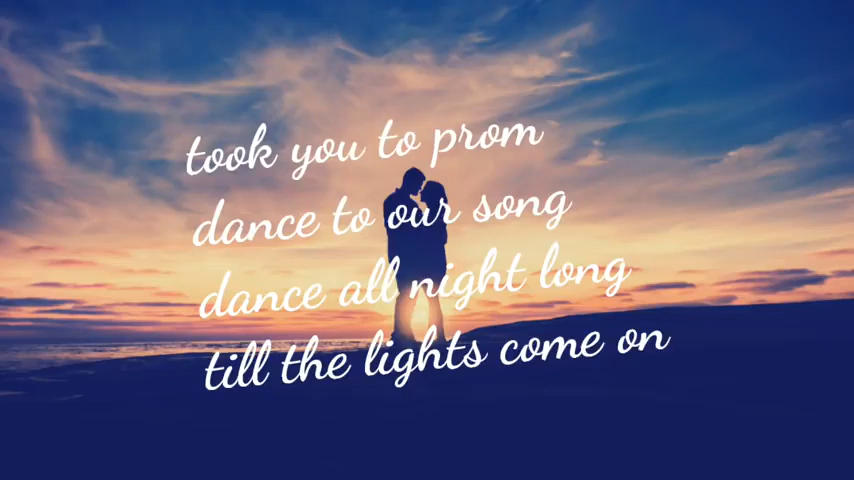 took you to prom
dance to our song
dance all night long
till the lights come on